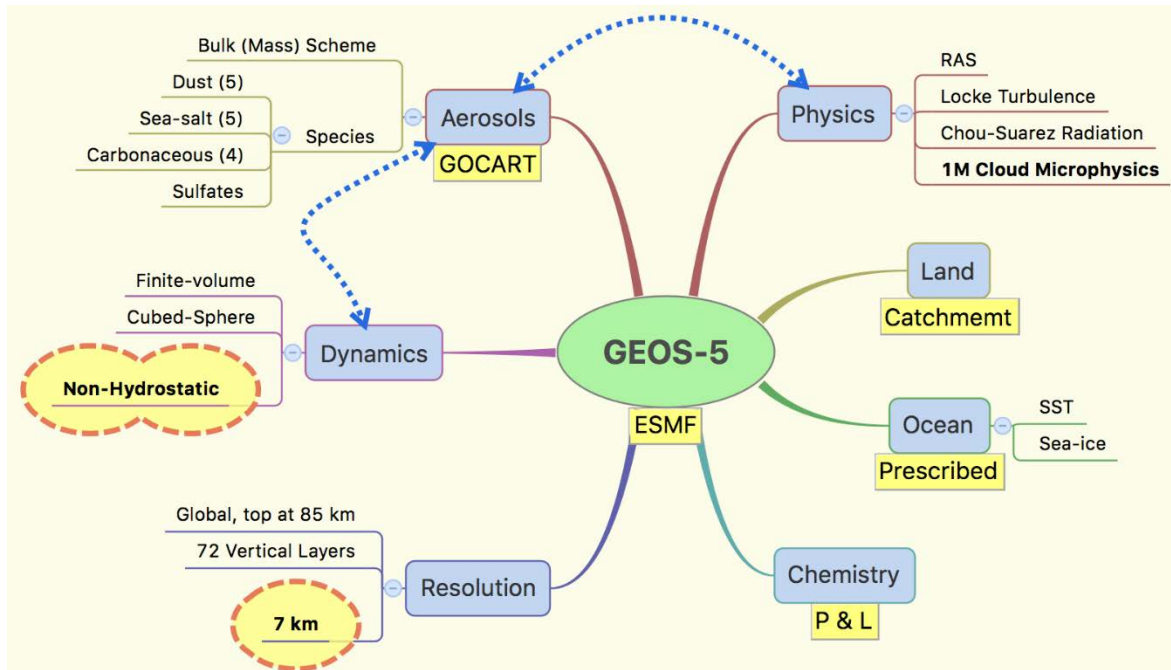 Bulk (Mass) Scheme
Dust (5)
Sea-salt (5)
Carbonaceous (4)
Sulfates
Species
Aerosols
GOCART
Physics
RAS
Locke Turbulence
Chou-Suarez Radiation
1M Cloud Microphysics
Finite-volume
Cubed-Sphere
Non-Hydrostatic
Dynamics
GEOS-5
ESMF
Land
Catchmemt
Ocean
Prescribed
SST
Sea-ice
Global, top at 85 km
72 Vertical Layers
7 km
Resolution
Chemistry
P & L